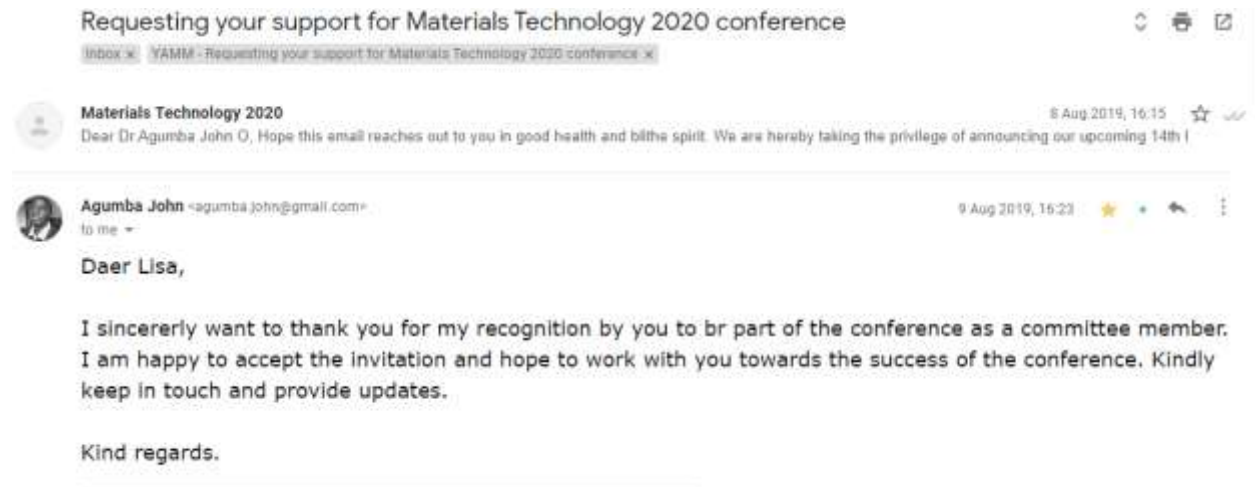 Requesting your support for Materials Technology 2020 conference
Inbox x YAMM - Requesting your support for Materials Technology 2020 conference x
Materials Technology 2020 8 Aug 2019, 16:15
Dear Dr.Agumba John O, Hope this email reaches out to you in good health and blithe spirit. We are hereby taking the privilege of announcing our upcoming 14th I
Agumba John <agumba.john@gmail.com> 9 Aug 2019, 16:23
to me
Daer Lisa,
I sincererly want to thank you for my recognition by you to br part of the conference as a committee member.
I am happy to accept the invitation and hope to work with you towards the success of the conference. Kindly
keep in touch and provide updates.
Kind regards.